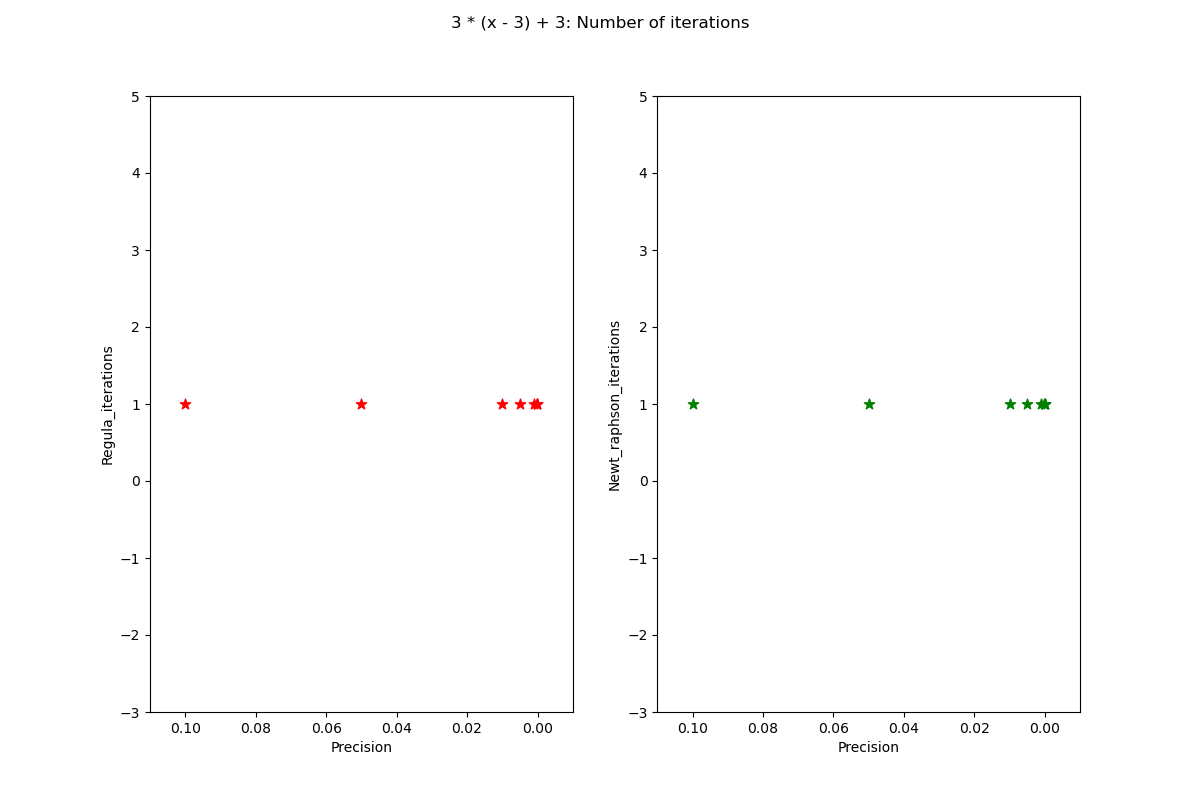 3 * (x - 3) + 3: Number of iterations
5
4
3
2
1
0
−1
−2
−3
Regula_iterations
0.10 0.08 0.06 0.04 0.02 0.00
Precision
5
4
3
2
1
0
−1
−2
−3
Newt_raphson_iterations
0.10 0.08 0.06 0.04 0.02 0.00
Precision